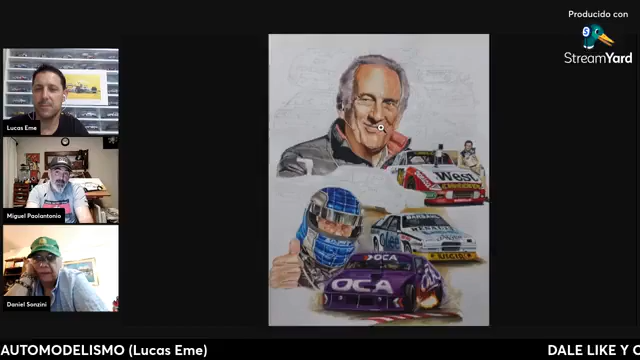 Producido con
StreamYard
Lucas Eme
Miguel Paolantonio
Daniel Sonzini
West
OCA
OCA
AUTOMODELISMO (Lucas Eme)
DALE LIKE Y C